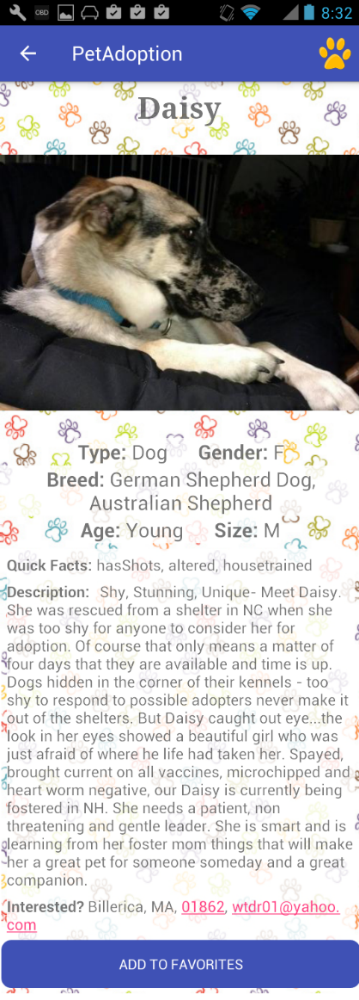 CBD 8:32
PetAdoption
Daisy
Type: Dog Gender: F
Breed: German Shepherd Dog,
Australian Shepherd
Age: Young Size: M
Quick Facts: hasShots, altered, housetrained
Description: Shy, Stunning, Unique- Meet Daisy.
She was rescued from a shelter in NC when she
was too shy for anyone to consider her for
adoption. Of course that only means a matter of
four days that they are available and time is up.
Dogs hidden in the corner of their kennels - too
shy to respond to possible adopters never make it
out of the shelters. But Daisy caught out eye...the
look in her eyes showed a beautiful girl who was
just afraid of where he life had taken her. Spayed,
brought current on all vaccines, microchipped and
heart worm negative, our Daisy is currently being
fostered in NH. She needs a patient, non
threatening and gentle leader. She is smart and is
learning from her foster mom things that will make
her a great pet for someone someday and a great
companion.
Interested? Billerica, MA, 01862, wtdr01@yahoo.
com
ADD TO FAVORITES